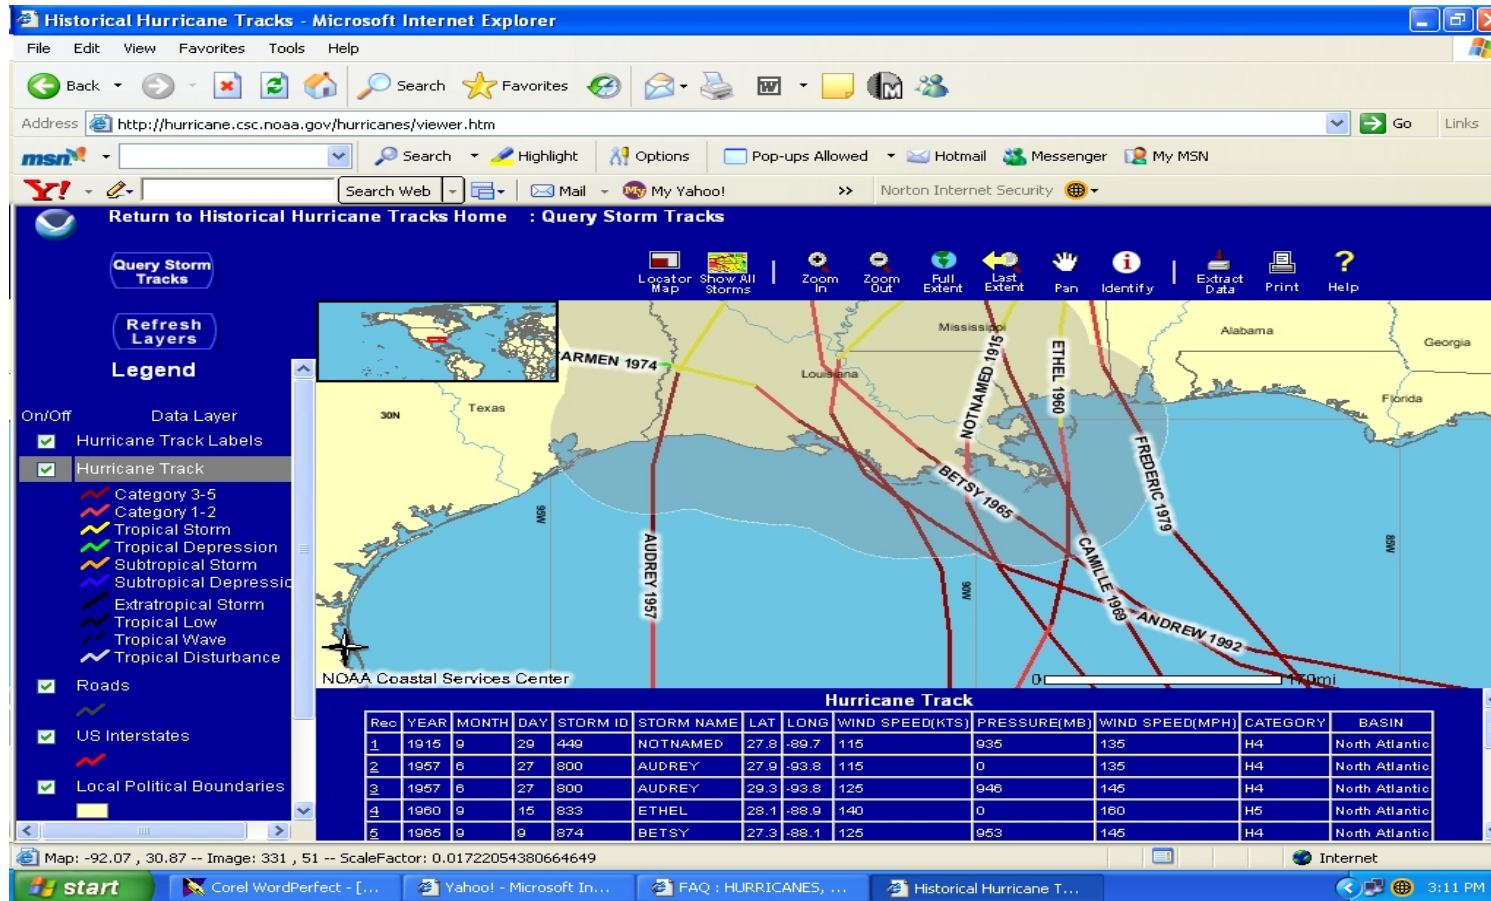 Historical Hurricane Tracks - Microsoft Internet Explorer
File Edit View Favorites Tools Help
Back Search Favorites
Address http://hurricane.csc.noaa.gov/hurricanes/viewer.htm Go Links
msn Search Highlight Options Pop-ups Allowed Hotmail Messenger My MSN
Y! Search Web Mail My Yahoo! >> Norton Internet Security
Return to Historical Hurricane Tracks Home : Query Storm Tracks
Query Storm
Tracks
Locator
Map
Show All
Storms
Zoom
In
Zoom
Out
Full
Extent
Last
Extent
Pan
Identify
Extract
Data
Print
Help
Refresh
Layers
Legend
On/Off Data Layer
Hurricane Track Labels
Hurricane Track
Category 3-5
Category 1-2
Tropical Storm
Tropical Depression
Subtropical Storm
Subtropical Depressio
Extratropical Storm
Tropical Low
Tropical Wave
Tropical Disturbance
Roads
US Interstates
Local Political Boundaries
ARMEN 1974
Mississippi
Alabama
Georgia
Louisiana
Texas
30N
Florida
NOTNAMED 1915
ETHEL 1960
FREDERIC 1979
BETSY 1965
95W
AUDREY 1957
90W
85W
CAMILLE 1969
ANDREW 1992
NOAA Coastal Services Center
0 170mi
Hurricane Track
Rec YEAR MONTH DAY STORM ID STORM NAME LAT LONG WIND SPEED(KTS) PRESSURE(MB) WIND SPEED(MPH) CATEGORY BASIN
1 1915 9 29 449 NOTNAMED 27.8 -89.7 115 935 135 H4 North Atlantic
2 1957 6 27 800 AUDREY 27.9 -93.8 115 0 135 H4 North Atlantic
3 1957 6 27 800 AUDREY 29.3 -93.8 125 946 145 H4 North Atlantic
4 1960 9 15 833 ETHEL 28.1 -88.9 140 0 160 H5 North Atlantic
5 1965 9 9 874 BETSY 27.3 -88.1 125 953 145 H4 North Atlantic
Map: -92.07 , 30.87 -- Image: 331 , 51 -- ScaleFactor: 0.01722054380664649 Internet
start Corel WordPerfect - [... Yahoo! - Microsoft In... FAQ : HURRICANES, ... Historical Hurricane T... 3:11 PM